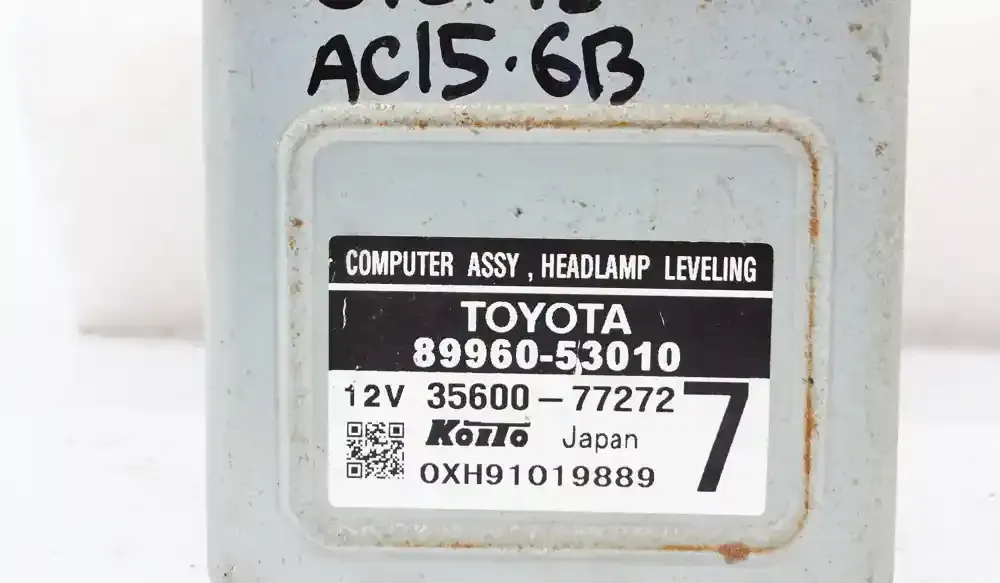 AC15.6B
COMPUTER ASSY, HEADLAMP LEVELING
TOYOTA
89960-53010
12V 35600-77272
7
KOITO Japan
0XH91019889